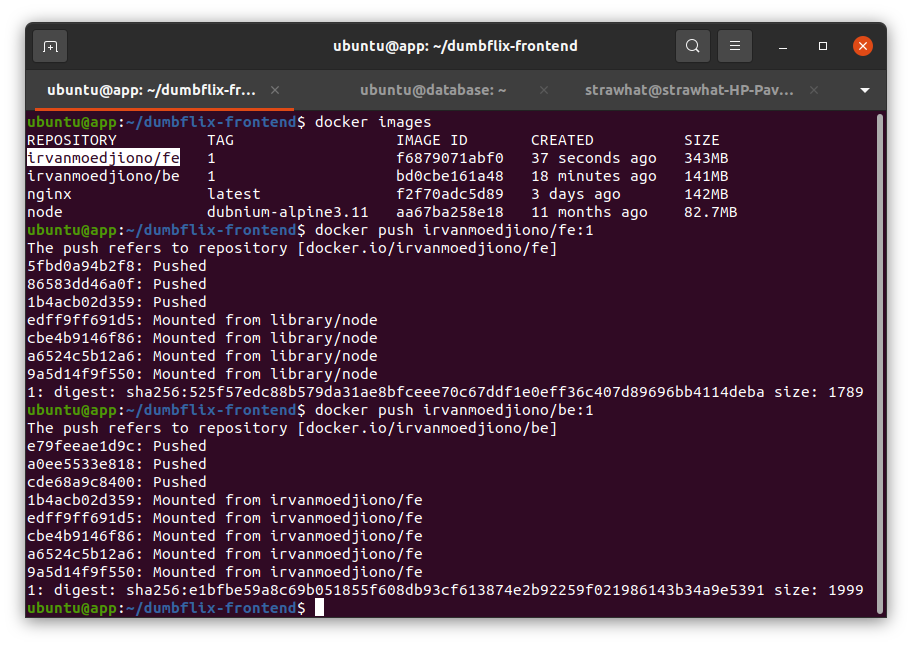 ubuntu@app: ~/dumbflix-frontend
ubuntu@app: ~/dumbflix-fr...
ubuntu@database: ~
strawhat@strawhat-HP-Pav...
ubuntu@app:~/dumbflix-frontend$ docker images
REPOSITORY TAG IMAGE ID CREATED SIZE
irvanmoedjiono/fe 1 f6879071abf0 37 seconds ago 343MB
irvanmoedjiono/be 1 bd0cbe161a48 18 minutes ago 141MB
nginx latest f2f70adc5d89 3 days ago 142MB
node dubnium-alpine3.11 aa67ba258e18 11 months ago 82.7MB
ubuntu@app:~/dumbflix-frontend$ docker push irvanmoedjiono/fe:1
The push refers to repository [docker.io/irvanmoedjiono/fe]
5fbd0a94b2f8: Pushed
86583dd46a0f: Pushed
1b4acb02d359: Pushed
edff9ff691d5: Mounted from library/node
cbe4b9146f86: Mounted from library/node
a6524c5b12a6: Mounted from library/node
9a5d14f9f550: Mounted from library/node
1: digest: sha256:525f57edc88b579da31ae8bfceee70c67ddf1e0eff36c407d89696bb4114deba size: 1789
ubuntu@app:~/dumbflix-frontend$ docker push irvanmoedjiono/be:1
The push refers to repository [docker.io/irvanmoedjiono/be]
e79feeae1d9c: Pushed
a0ee5533e818: Pushed
cde68a9c8400: Pushed
1b4acb02d359: Mounted from irvanmoedjiono/fe
edff9ff691d5: Mounted from irvanmoedjiono/fe
cbe4b9146f86: Mounted from irvanmoedjiono/fe
a6524c5b12a6: Mounted from irvanmoedjiono/fe
9a5d14f9f550: Mounted from irvanmoedjiono/fe
1: digest: sha256:e1bfbe59a8c69b051855f608db93cf613874e2b92259f021986143b34a9e5391 size: 1999
ubuntu@app:~/dumbflix-frontend$